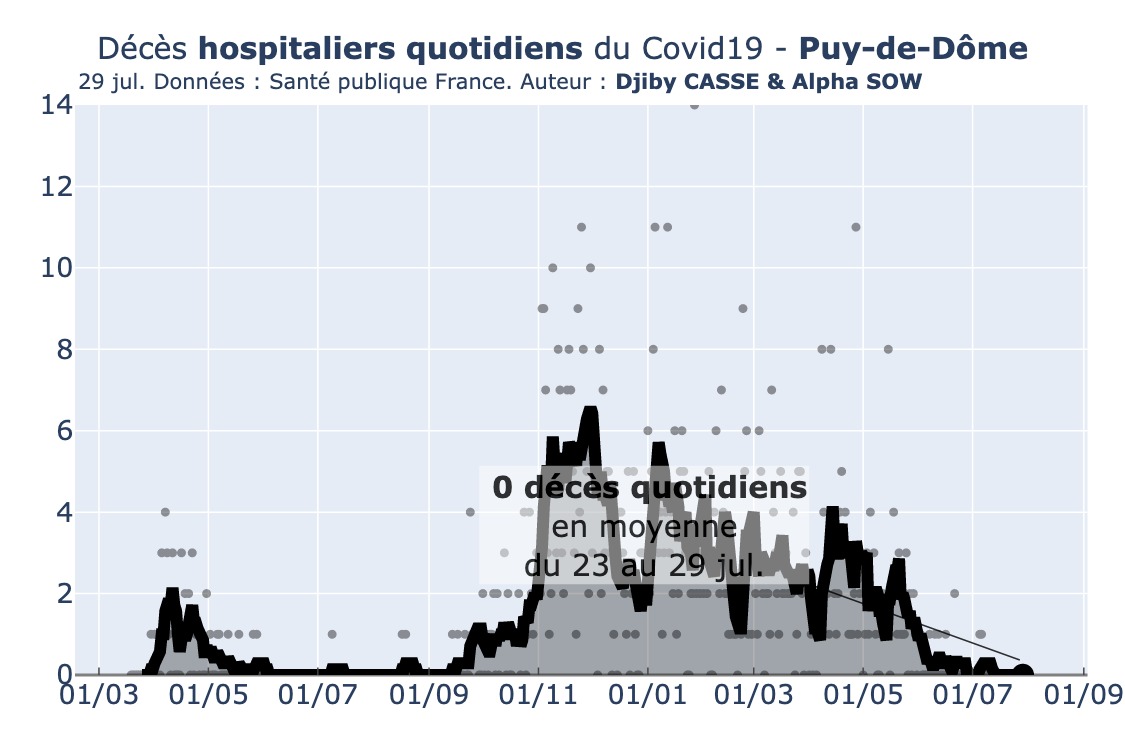 Décès hospitaliers quotidiens du Covid19 - Puy-de-Dôme
29 jul. Données : Santé publique France. Auteur : Djiby CASSE & Alpha SOW
14
12
10
8
6
4
2
0
0 décès quotidiens
en moyenne
du 23 au 29 jul.
01/03 01/05 01/07 01/09 01/11 01/01 01/03 01/05 01/07 01/09